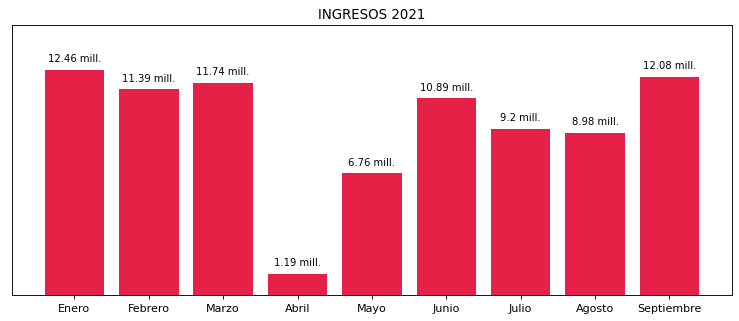 INGRESOS 2021
12.46 mill.
11.39 mill.
11.74 mill.
1.19 mill.
6.76 mill.
10.89 mill.
9.2 mill.
8.98 mill.
12.08 mill.
Enero Febrero Marzo Abril Mayo Junio Julio Agosto Septiembre